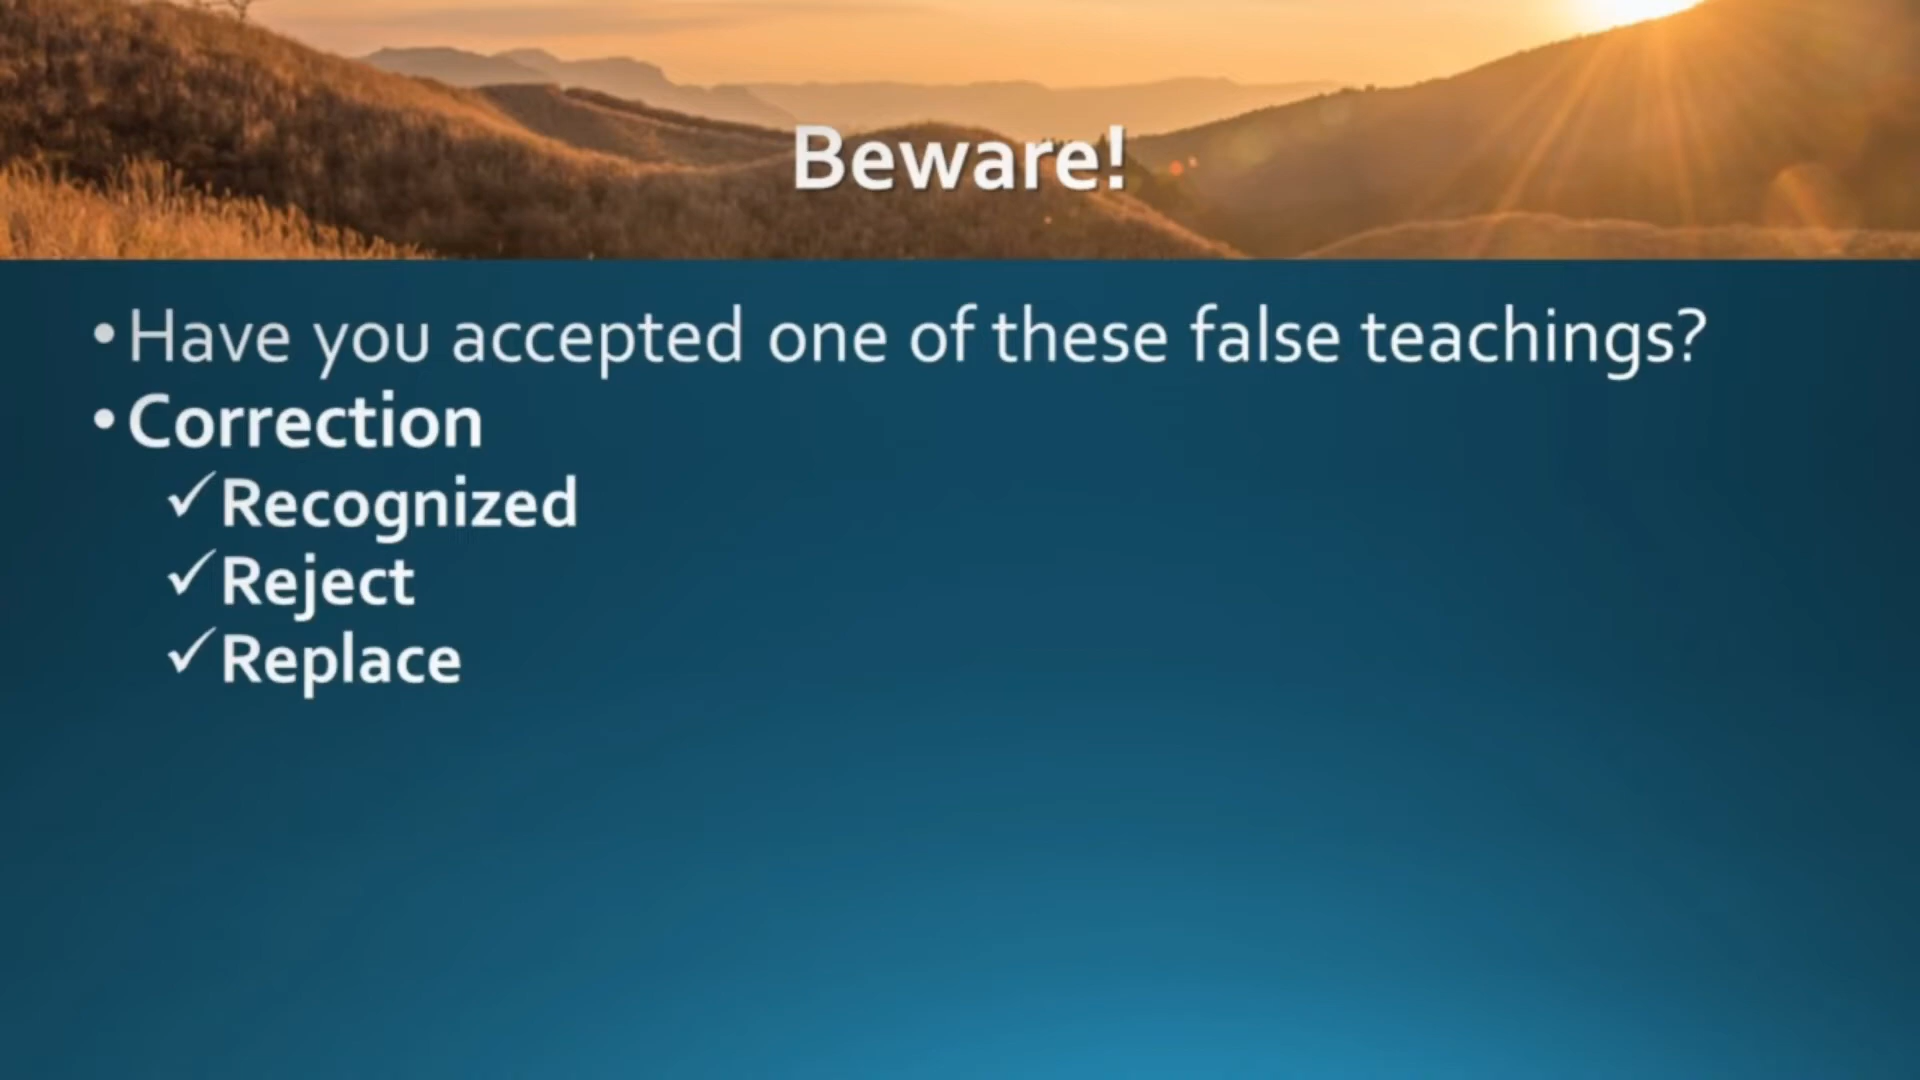 Beware!
•Have you accepted one of these false teachings?
•Correction
✓Recognized
✓Reject
✓Replace